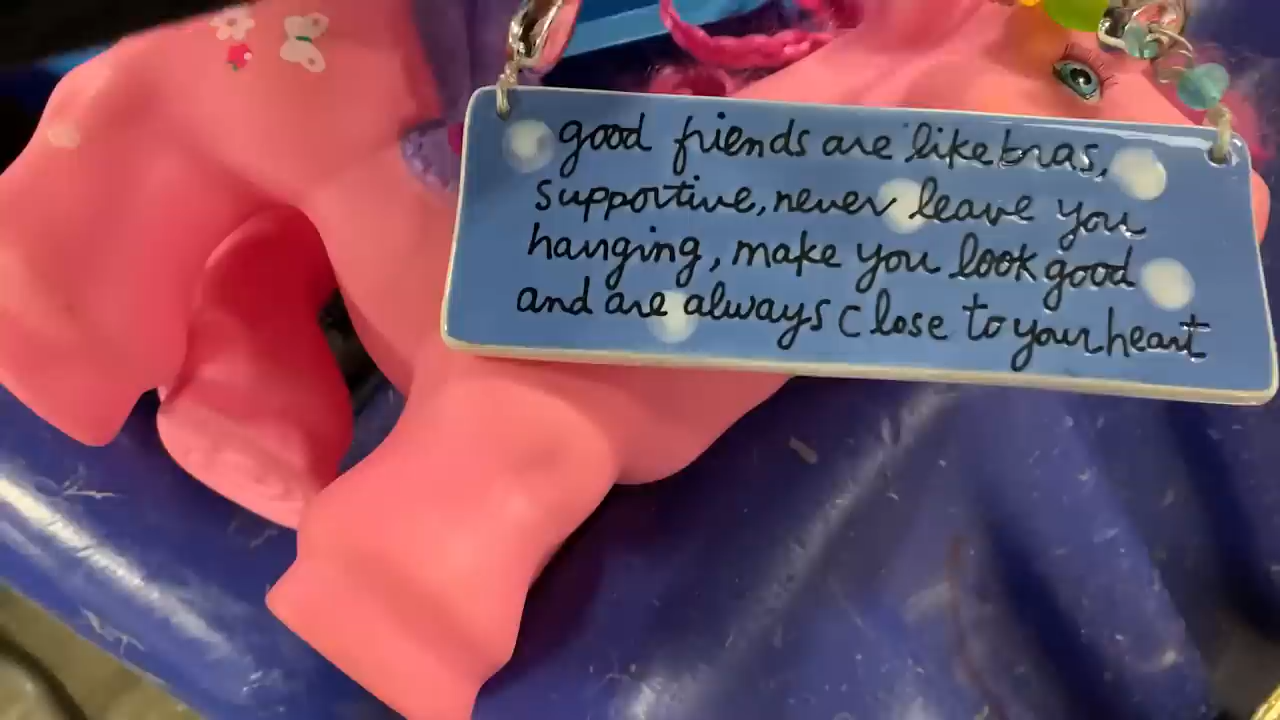 good friends are like bras,
supportive, never leave you
hanging, make you look good
and are always close to your heart